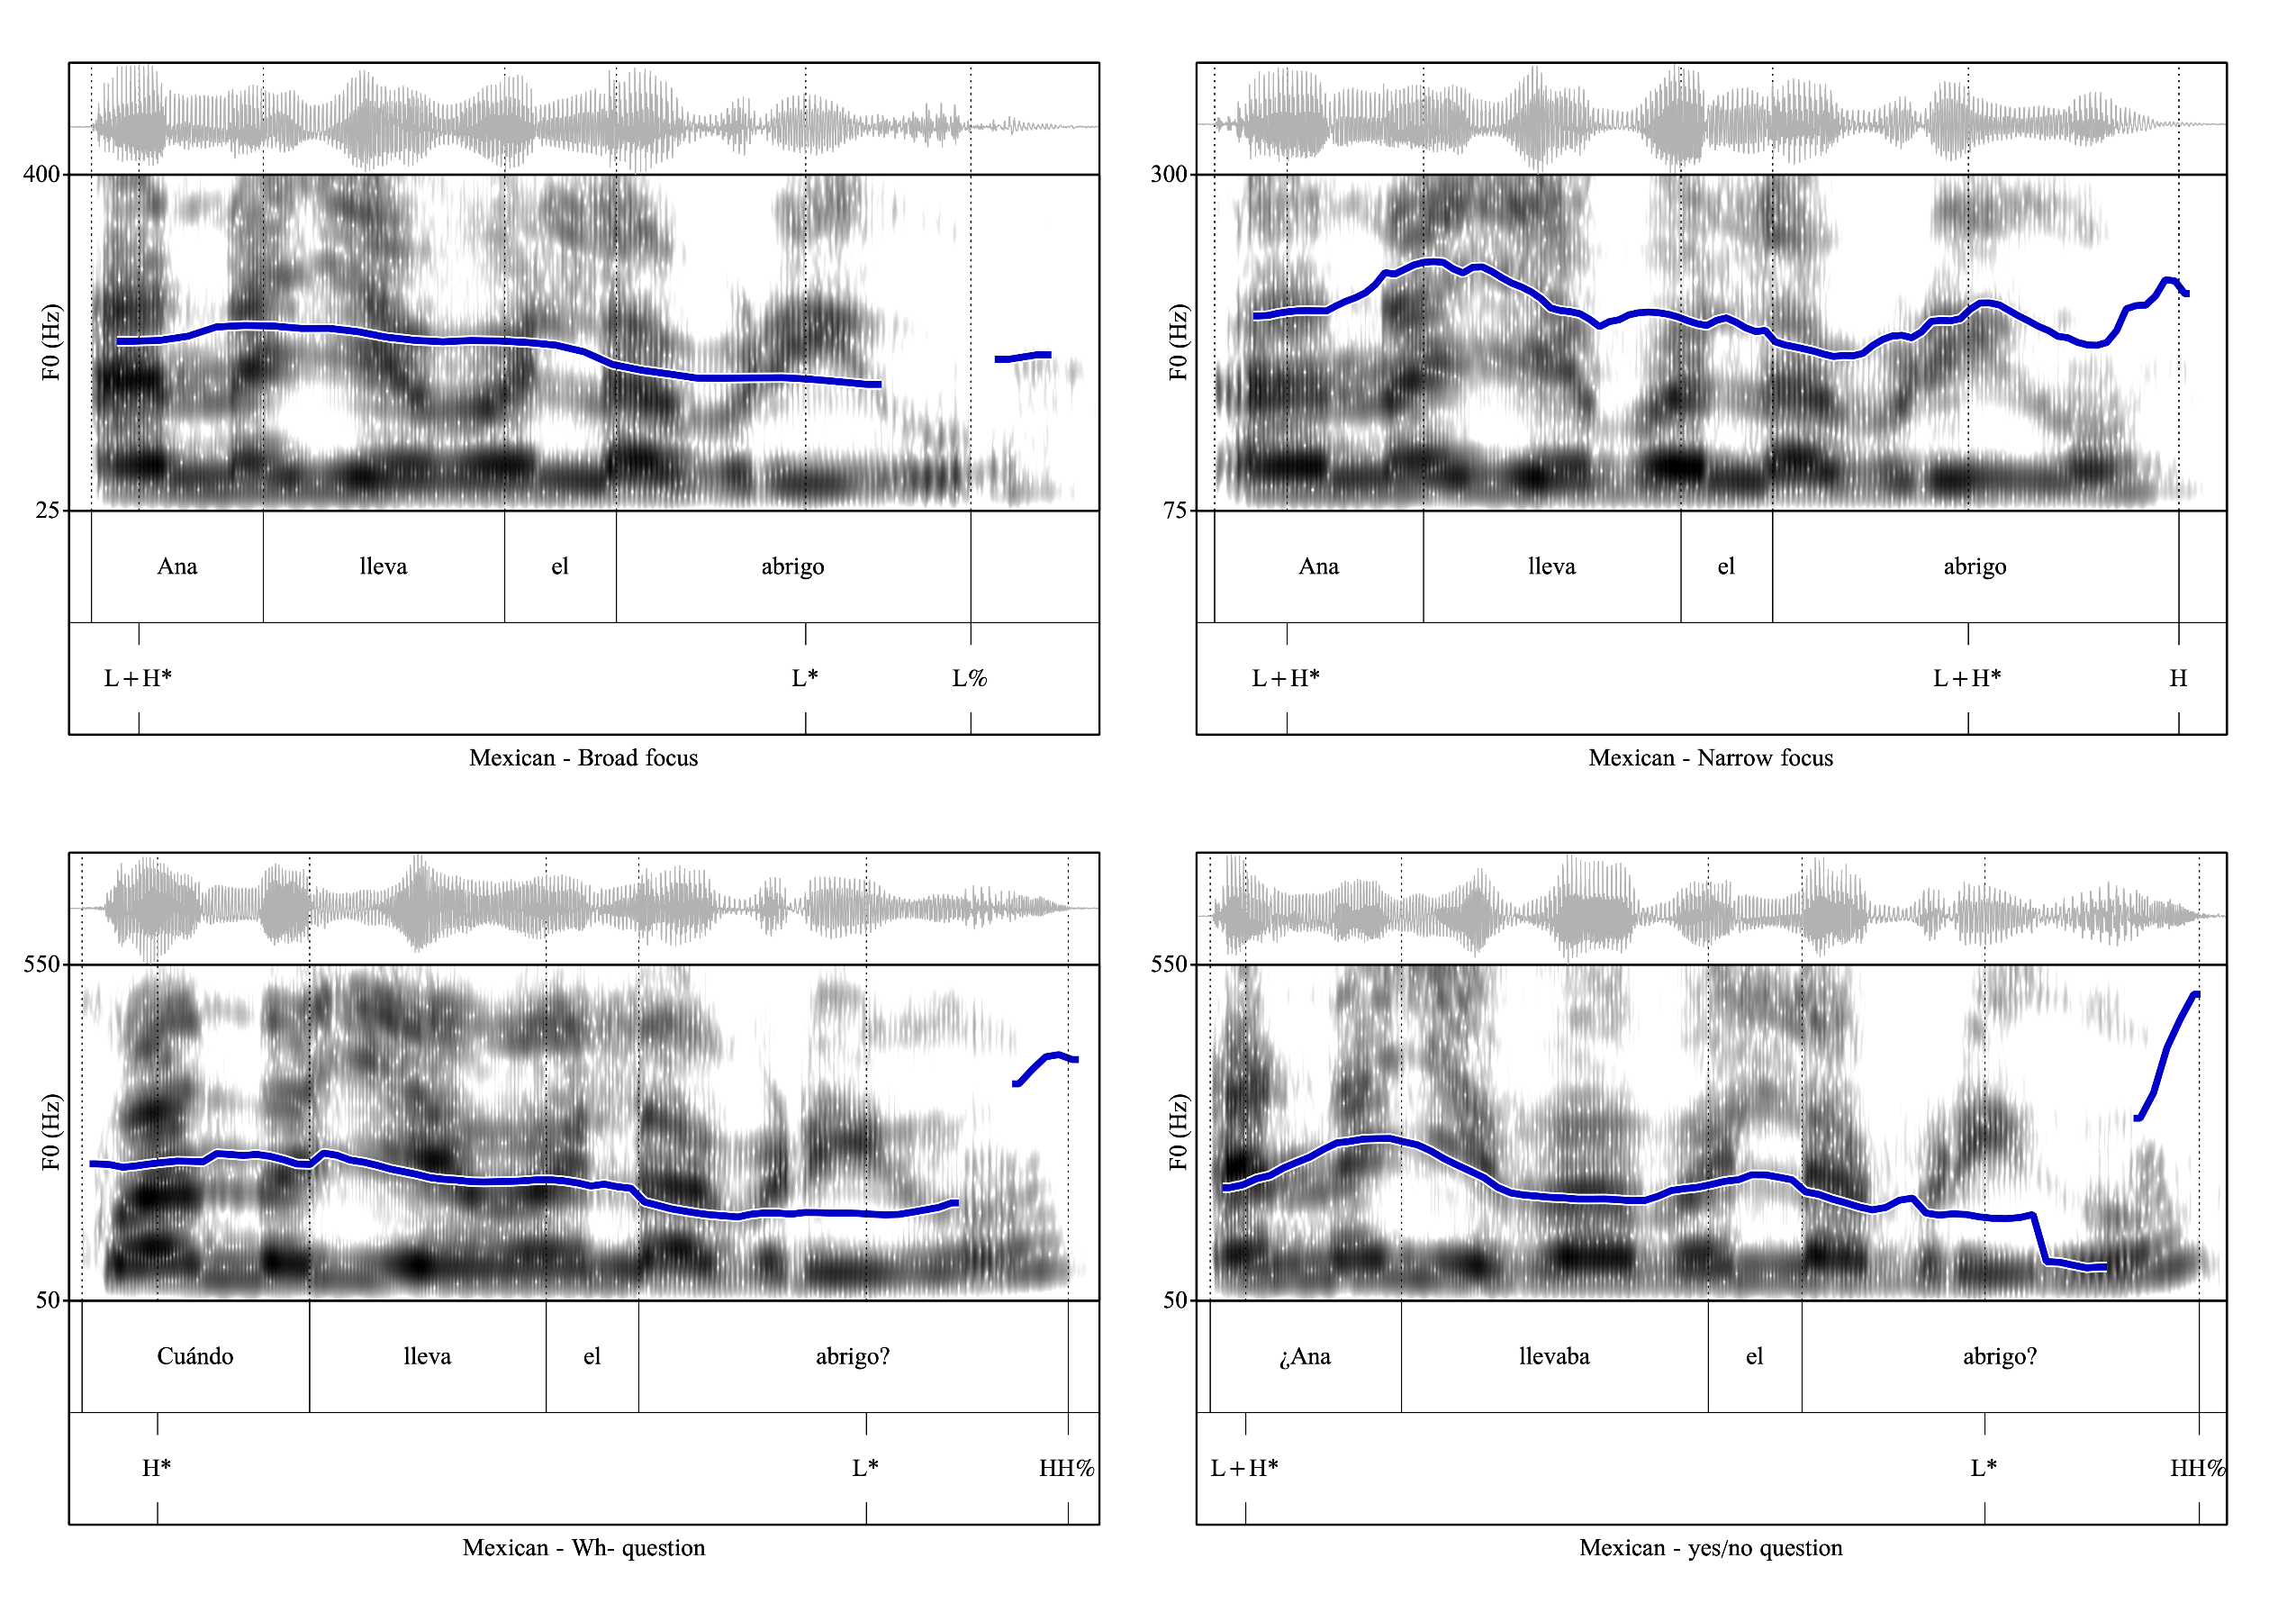 400
F0 (Hz)
25
Ana lleva el abrigo
L+H* L* L%
Mexican - Broad focus
300
F0 (Hz)
75
Ana lleva el abrigo
L+H* L+H* H
Mexican - Narrow focus
550
F0 (Hz)
50
Cuándo lleva el abrigo?
H* L* HH%
Mexican - Wh- question
550
F0 (Hz)
50
¿Ana llevaba el abrigo?
L+H* L* HH%
Mexican - yes/no question